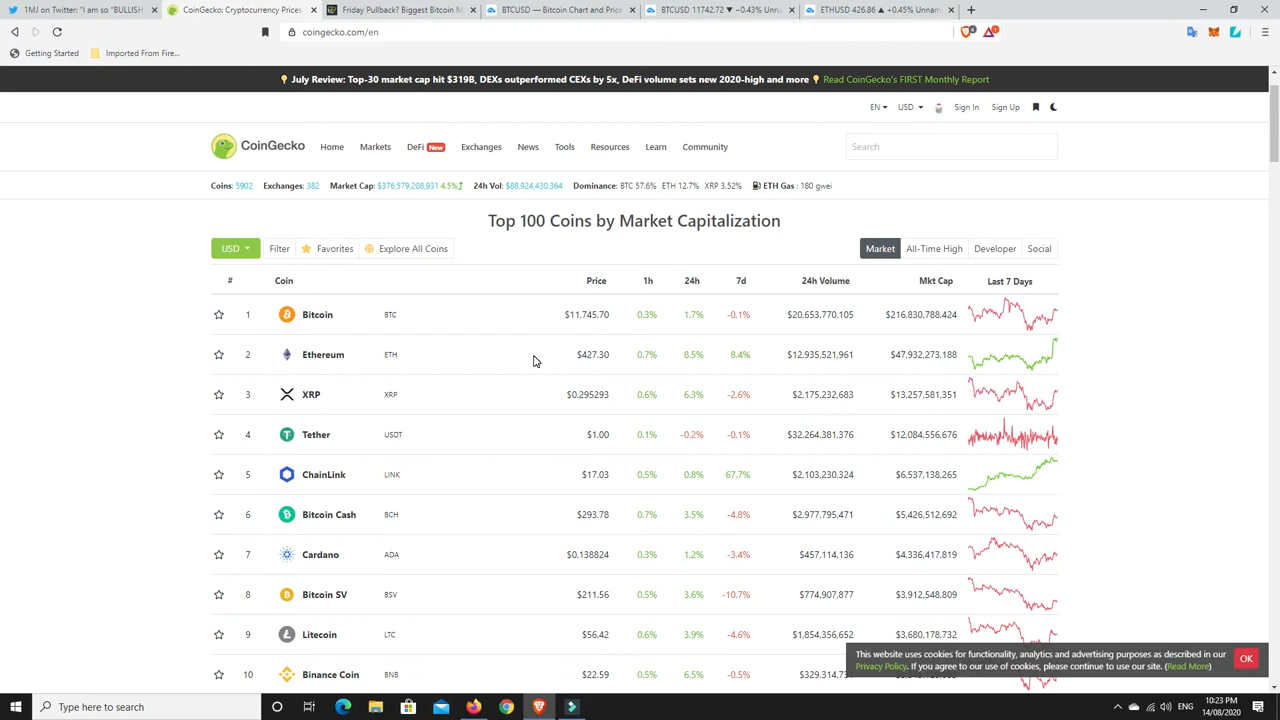 1MJ on Twitter: "I am so "BULLISH
CoinGecko: Cryptocurrency Prices
Friday Pullback? Biggest Bitcoin M
BTCUSD — Bitcoin Chart and Price
BTCUSD 11742.72 ▼ −0.43% Unna
ETHUSD 426.86 ▲ +0.45% Unnam
coingecko.com/en
Getting Started Imported From Fire...
July Review: Top-30 market cap hit $319B, DEXs outperformed CEXs by 5x, DeFi volume sets new 2020-high and more Read CoinGecko's FIRST Monthly Report
EN USD Sign In Sign Up
CoinGecko Home Markets DeFi New Exchanges News Tools Resources Learn Community Search
Coins: 5902 Exchanges: 382 Market Cap: $376,579,208,931 4.5% 24h Vol: $88,924,430,364 Dominance: BTC 57.6% ETH 12.7% XRP 3.52% ETH Gas : 180 gwei
Top 100 Coins by Market Capitalization
USD Filter Favorites Explore All Coins Market All-Time High Developer Social
# Coin Price 1h 24h 7d 24h Volume Mkt Cap Last 7 Days
1 Bitcoin BTC $11,745.70 0.3% 1.7% -0.1% $20,653,770,105 $216,830,788,424
2 Ethereum ETH $427.30 0.7% 8.5% 8.4% $12,935,521,961 $47,932,273,188
3 XRP XRP $0.295293 0.6% 6.3% -2.6% $2,175,232,683 $13,257,581,351
4 Tether USDT $1.00 0.1% -0.2% -0.1% $32,264,381,376 $12,084,556,676
5 ChainLink LINK $17.03 0.5% 0.8% 67.7% $2,103,230,324 $6,537,138,265
6 Bitcoin Cash BCH $293.78 0.7% 3.5% -4.8% $2,977,795,471 $5,426,512,692
7 Cardano ADA $0.138824 0.3% 1.2% -3.4% $457,114,136 $4,336,417,819
8 Bitcoin SV BSV $211.56 0.5% 3.6% -10.7% $774,907,877 $3,912,548,809
9 Litecoin LTC $56.42 0.6% 3.9% -4.6% $1,854,356,652 $3,680,178,732
10 Binance Coin BNB $22.59 0.5% 6.5% -0.5%
This website uses cookies for functionality, analytics and advertising purposes as described in our
Privacy Policy. If you agree to our use of cookies, please continue to use our site. (Read More)
OK
Type here to search
ENG
10:23 PM
14/08/2020